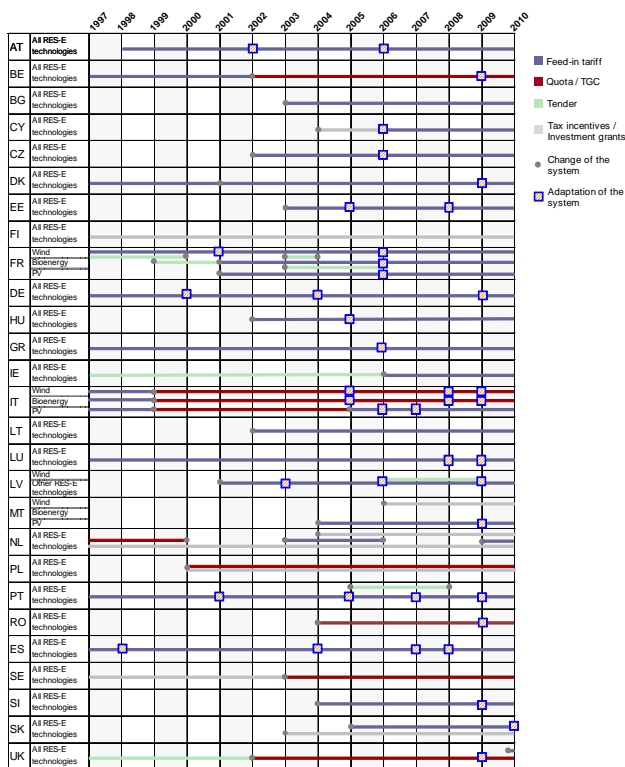 1997 1998 1999 2000 2001 2002 2003 2004 2005 2006 2007 2008 2009 2010
AT All RES-E
technologies
BE All RES-E
technologies
BG All RES-E
technologies
CY All RES-E
technologies
CZ All RES-E
technologies
DK All RES-E
technologies
EE All RES-E
technologies
FI All RES-E
technologies
FR Wind
Bioenergy
PV
DE All RES-E
technologies
HU All RES-E
technologies
GR All RES-E
technologies
IE All RES-E
technologies
IT Wind
Bioenergy
PV
LT All RES-E
technologies
LU All RES-E
technologies
LV Wind
Other RES-E
technologies
MT Wind
Bioenergy
PV
NL All RES-E
technologies
PL All RES-E
technologies
PT All RES-E
technologies
RO All RES-E
technologies
ES All RES-E
technologies
SE All RES-E
technologies
SI All RES-E
technologies
SK All RES-E
technologies
UK All RES-E
technologies
Feed-in tariff
Quota / TGC
Tender
Tax incentives /
Investment grants
Change of the
system
Adaptation of the
system